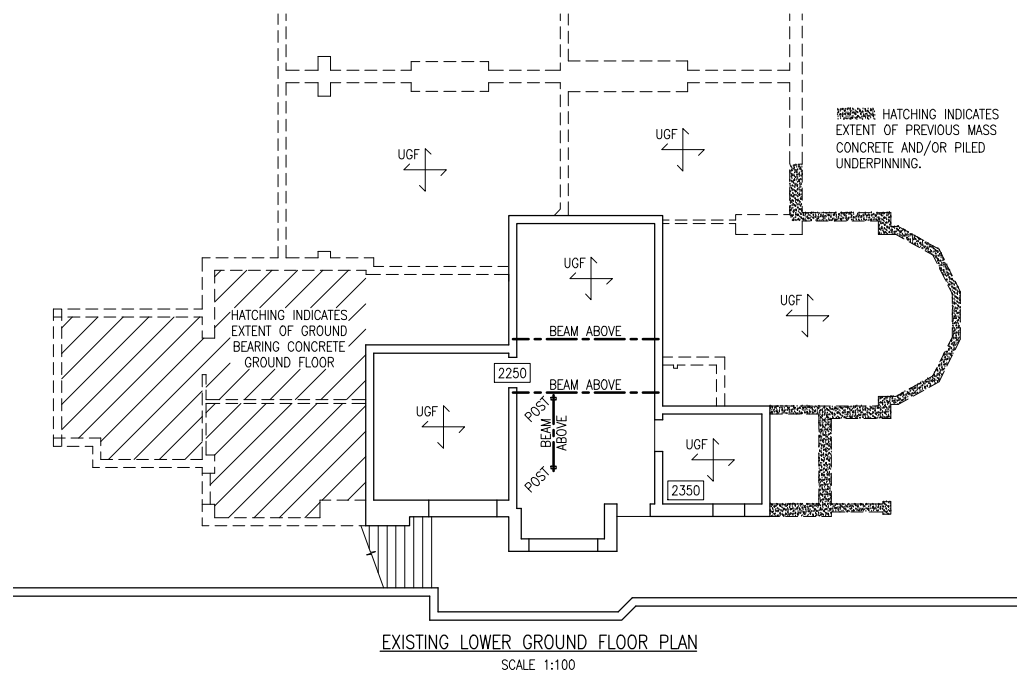 HATCHING INDICATES
EXTENT OF PREVIOUS MASS
CONCRETE AND/OR PILED
UNDERPINNING.
UGF
UGF
UGF
UGF
HATCHING INDICATES
EXTENT OF GROUND
BEARING CONCRETE
GROUND FLOOR
BEAM ABOVE
2250
BEAM ABOVE
POST
BEAM
ABOVE
UGF
UGF
POST
2350
EXISTING LOWER GROUND FLOOR PLAN
SCALE 1:100